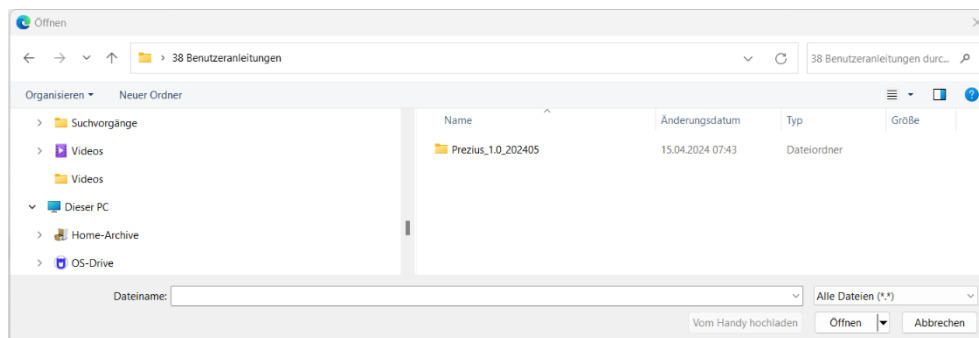 Öffnen
38 Benutzeranleitungen
38 Benutzeranleitungen durc...
Organisieren
Neuer Ordner
Suchvorgänge
Videos
Videos
Dieser PC
Home-Archive
OS-Drive
Name Änderungsdatum Typ Größe
Prezius_1.0_202405 15.04.2024 07:43 Dateiordner
Dateiname:
Alle Dateien (*.*)
Vom Handy hochladen Öffnen Abbrechen